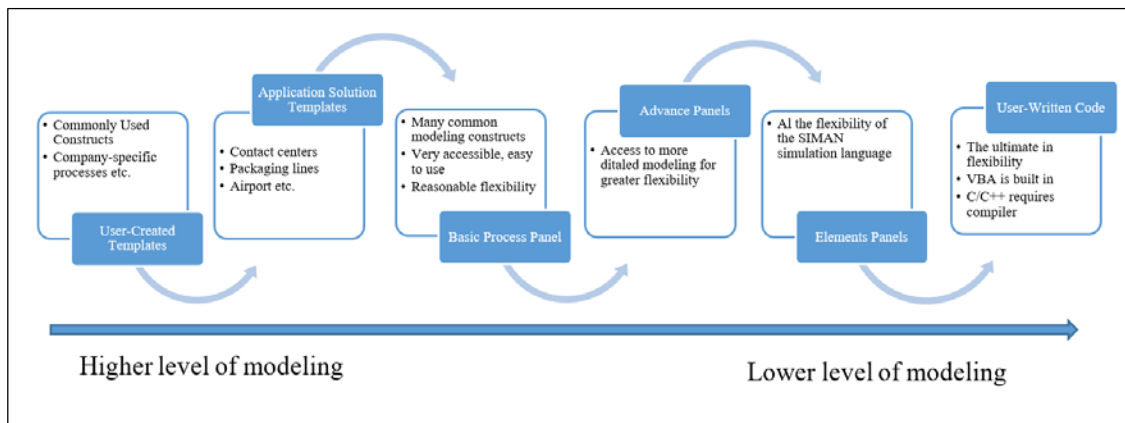 • Commonly Used
Constructs
• Company-specific
processes etc.
User-Created
Templates
Application Solution
Templates
• Contact centers
• Packaging lines
• Airport etc.
• Many common
modeling constructs
• Very accessible, easy
to use
• Reasonable flexibility
Basic Process Panel
Advance Panels
• Access to more
ditaled modeling for
greater flexibility
• Al the flexibility of
the SIMAN
simulation language
Elements Panels
User-Written Code
• The ultimate in
flexibility
• VBA is built in
• C/C++ requires
compiler
Higher level of modeling
Lower level of modeling